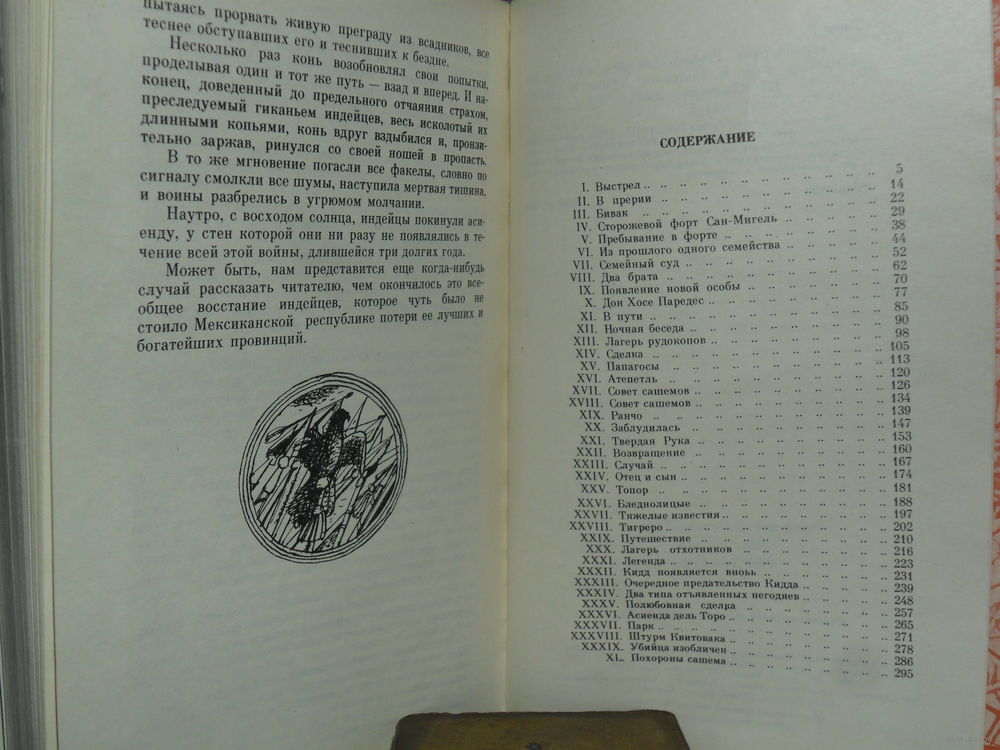 пытаясь прорвать живую преграду из всадников, все
теснее обступавших его и теснивших к бездне.
Несколько раз конь возобновлял свои попытки,
проделывая один и тот же путь — взад и вперед. И на-
конец, доведенный до предельного отчаяния страхом,
преследуемый гиканьем индейцев, весь исколотый их
длинными копьями, конь вдруг вздыбился и, пронзи-
тельно заржав, ринулся со своей ношей в пропасть.
В то же мгновение погасли все факелы, словно по
сигналу смолкли все шумы, наступила мертвая тишина,
и воины разбрелись в угрюмом молчании.
Наутро, с восходом солнца, индейцы покинули аси-
енду, у стен которой они ни разу не появлялись в те-
чение всей этой войны, длившейся три долгих года.
Может быть, нам представится еще когда-нибудь
случай рассказать читателю, чем окончилось это все-
общее восстание индейцев, которое чуть было не
стоило Мексиканской республике потери ее лучших и
богатейших провинций.
СОДЕРЖАНИЕ
I. Выстрел 5
II. В прерии 14
III. Бивак 22
IV. Сторожевой форт Сан-Мигель 29
V. Пребывание в форте 38
VI. Из прошлого одного семейства 44
VII. Семейный суд 52
VIII. Два брата 62
IX. Появление новой особы 70
X. Дон Хосе Паредес 77
XI. В пути 85
XII. Ночная беседа 90
XIII. Лагерь рудокопов 98
XIV. Сделка 105
XV. Папагосы 113
XVI. Атепетль 120
XVII. Совет сашемов 126
XVIII. Совет сашемов 134
XIX. Ранчо 139
XX. Заблудилась 147
XXI. Твердая Рука 153
XXII. Возвращение 160
XXIII. Случай 167
XXIV. Отец и сын 174
XXV. Топор 181
XXVI. Бледнолицые 188
XXVII. Тяжелые известия 197
XXVIII. Тигреро 202
XXIX. Путешествие 210
XXX. Лагерь отхотников 216
XXXI. Легенда 223
XXXII. Кидд появляется вноьь 231
XXXIII. Очередное предательство Кидда 239
XXXIV. Два типа отъявленных негодяев 248
XXXV. Полюбовная сделка 257
XXXVI. Асиенда дель Торо 265
XXXVII. Парк 271
XXXVIII. Штурм Квитовака 278
XXXIX. Убийца изобличен 286
XL. Похороны сашема 295